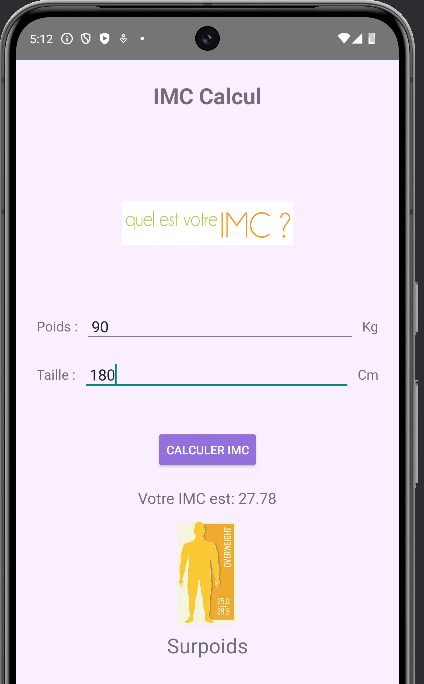 5:12
IMC Calcul
quel est votre IMC ?
Poids : 90 Kg
Taille : 180 Cm
CALCULER IMC
Votre IMC est: 27.78
OVERWEIGHT
25,0
29,9
Surpoids